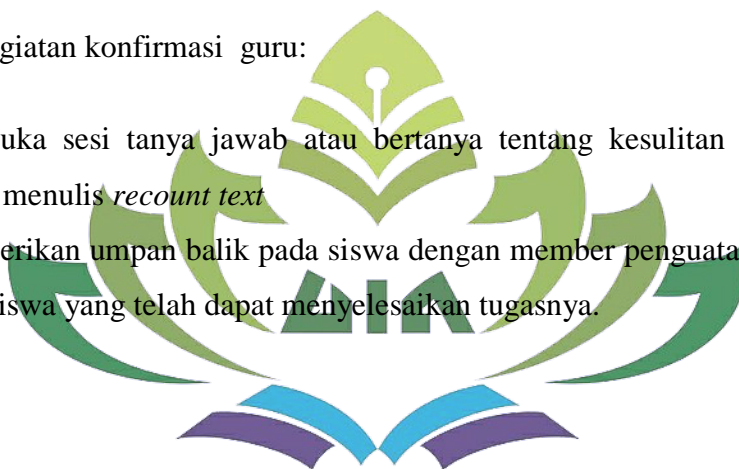 giatan konfirmasi guru:
uka sesi tanya jawab atau bertanya tentang kesulitan
menulis recount text
erikan umpan balik pada siswa dengan member penguata
iswa yang telah dapat menyelesaikan tugasnya.